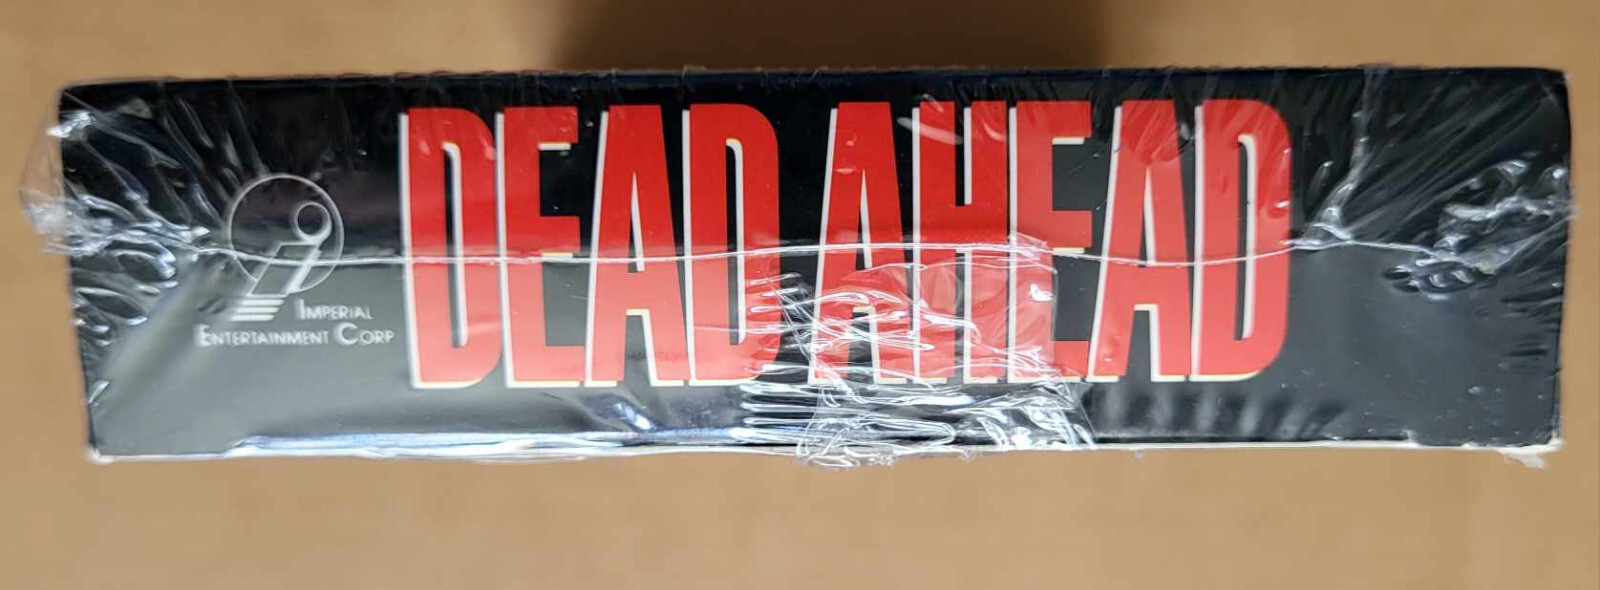 IMPERIAL
ENTERTAINMENT CORP
DEAD AHEAD